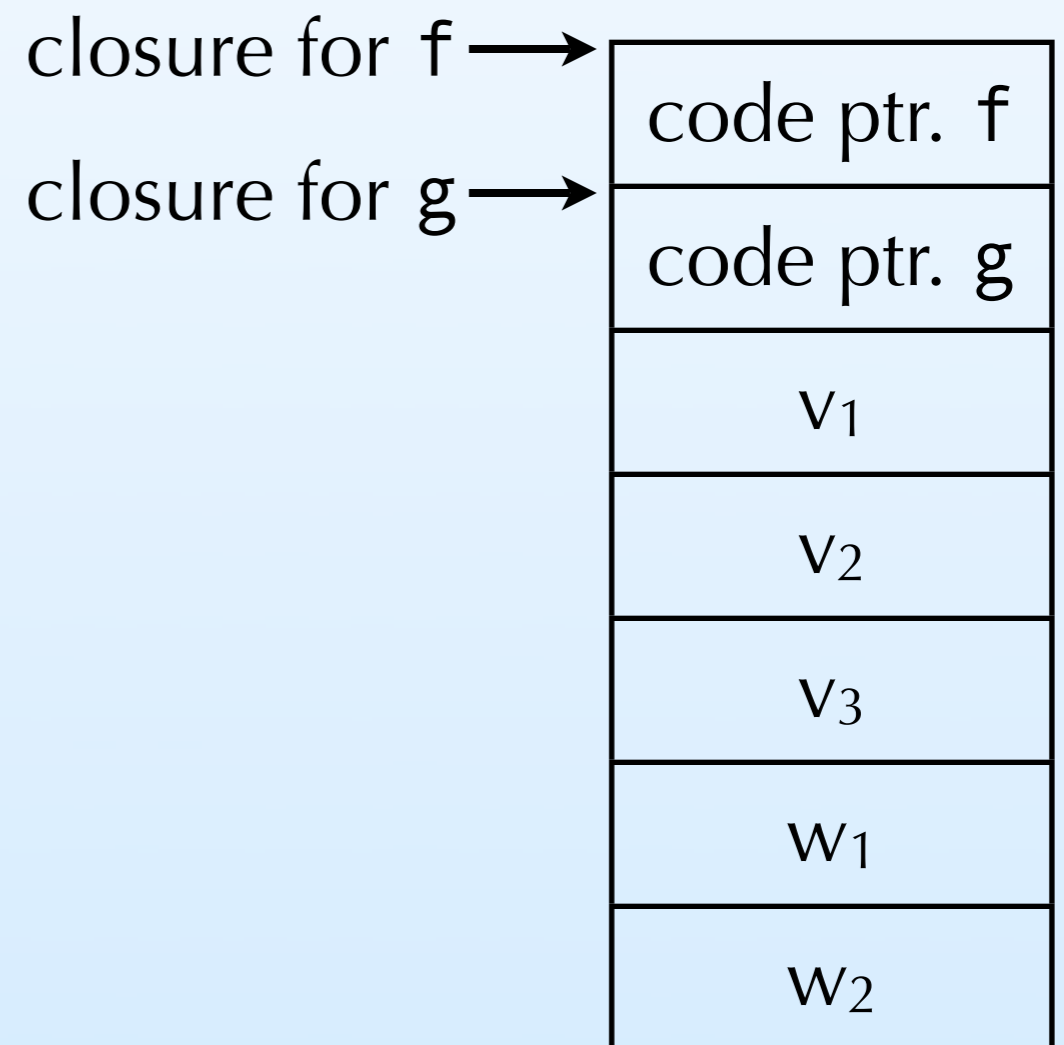 closure for f
code ptr. f
closure for g
code ptr. g
v1
v2
v3
w1
w2